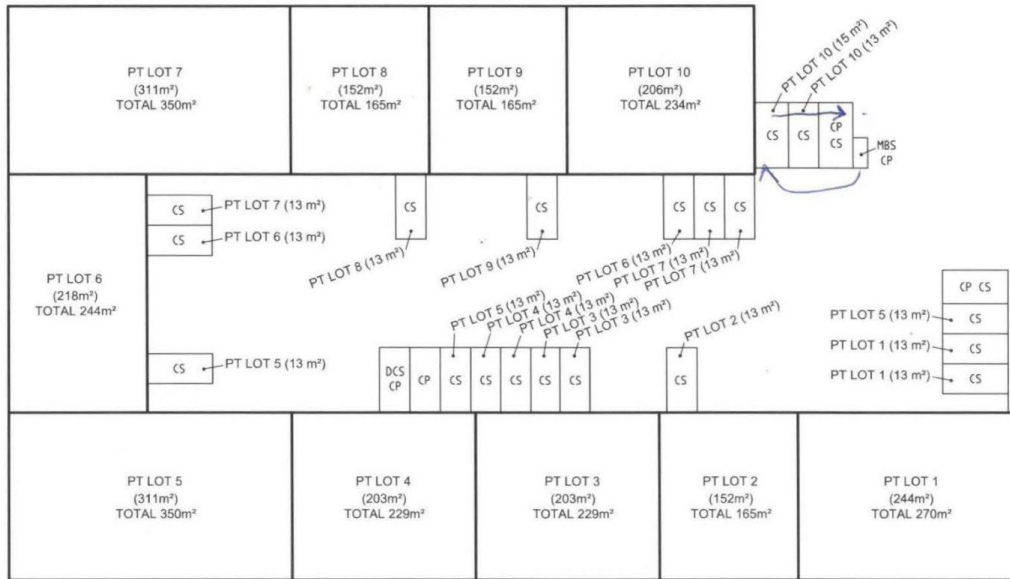 PT LOT 7
(311m²)
TOTAL 350m²
PT LOT 8
(152m²)
TOTAL 165m²
PT LOT 9
(152m²)
TOTAL 165m²
PT LOT 10
(206m²)
TOTAL 234m²
PT LOT 10 (15 m²)
PT LOT 10 (13 m²)
CS
CS
CP
CS
MBS
CP
CS
PT LOT 7 (13 m²)
CS
PT LOT 6 (13 m²)
CS
PT LOT 8 (13 m²)
CS
PT LOT 9 (13 m²)
CS
CS
CS
PT LOT 6 (13 m²)
PT LOT 7 (13 m²)
PT LOT 7 (13 m²)
PT LOT 6
(218m²)
TOTAL 244m²
CS
PT LOT 5 (13 m²)
PT LOT 5 (13 m²)
PT LOT 4 (13 m²)
PT LOT 4 (13 m²)
PT LOT 3 (13 m²)
PT LOT 3 (13 m²)
DCS
CP
CP
CS
CS
CS
CS
CS
PT LOT 2 (13 m²)
CS
CP CS
PT LOT 5 (13 m²)
CS
PT LOT 1 (13 m²)
CS
PT LOT 1 (13 m²)
CS
PT LOT 5
(311m²)
TOTAL 350m²
PT LOT 4
(203m²)
TOTAL 229m²
PT LOT 3
(203m²)
TOTAL 229m²
PT LOT 2
(152m²)
TOTAL 165m²
PT LOT 1
(244m²)
TOTAL 270m²